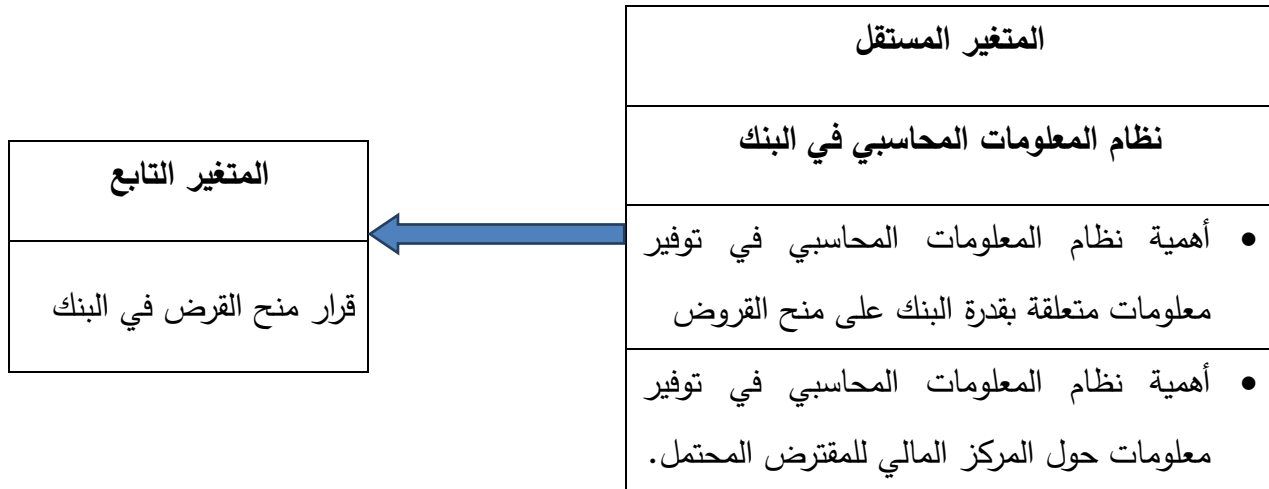 المتغير المستقل
نظام المعلومات المحاسبي في البنك
• أهمية نظام المعلومات المحاسبي في توفير
معلومات متعلقة بقدرة البنك على منح القروض
• أهمية نظام المعلومات المحاسبي في توفير
معلومات حول المركز المالي للمقترض المحتمل.
المتغير التابع
قرار منح القرض في البنك